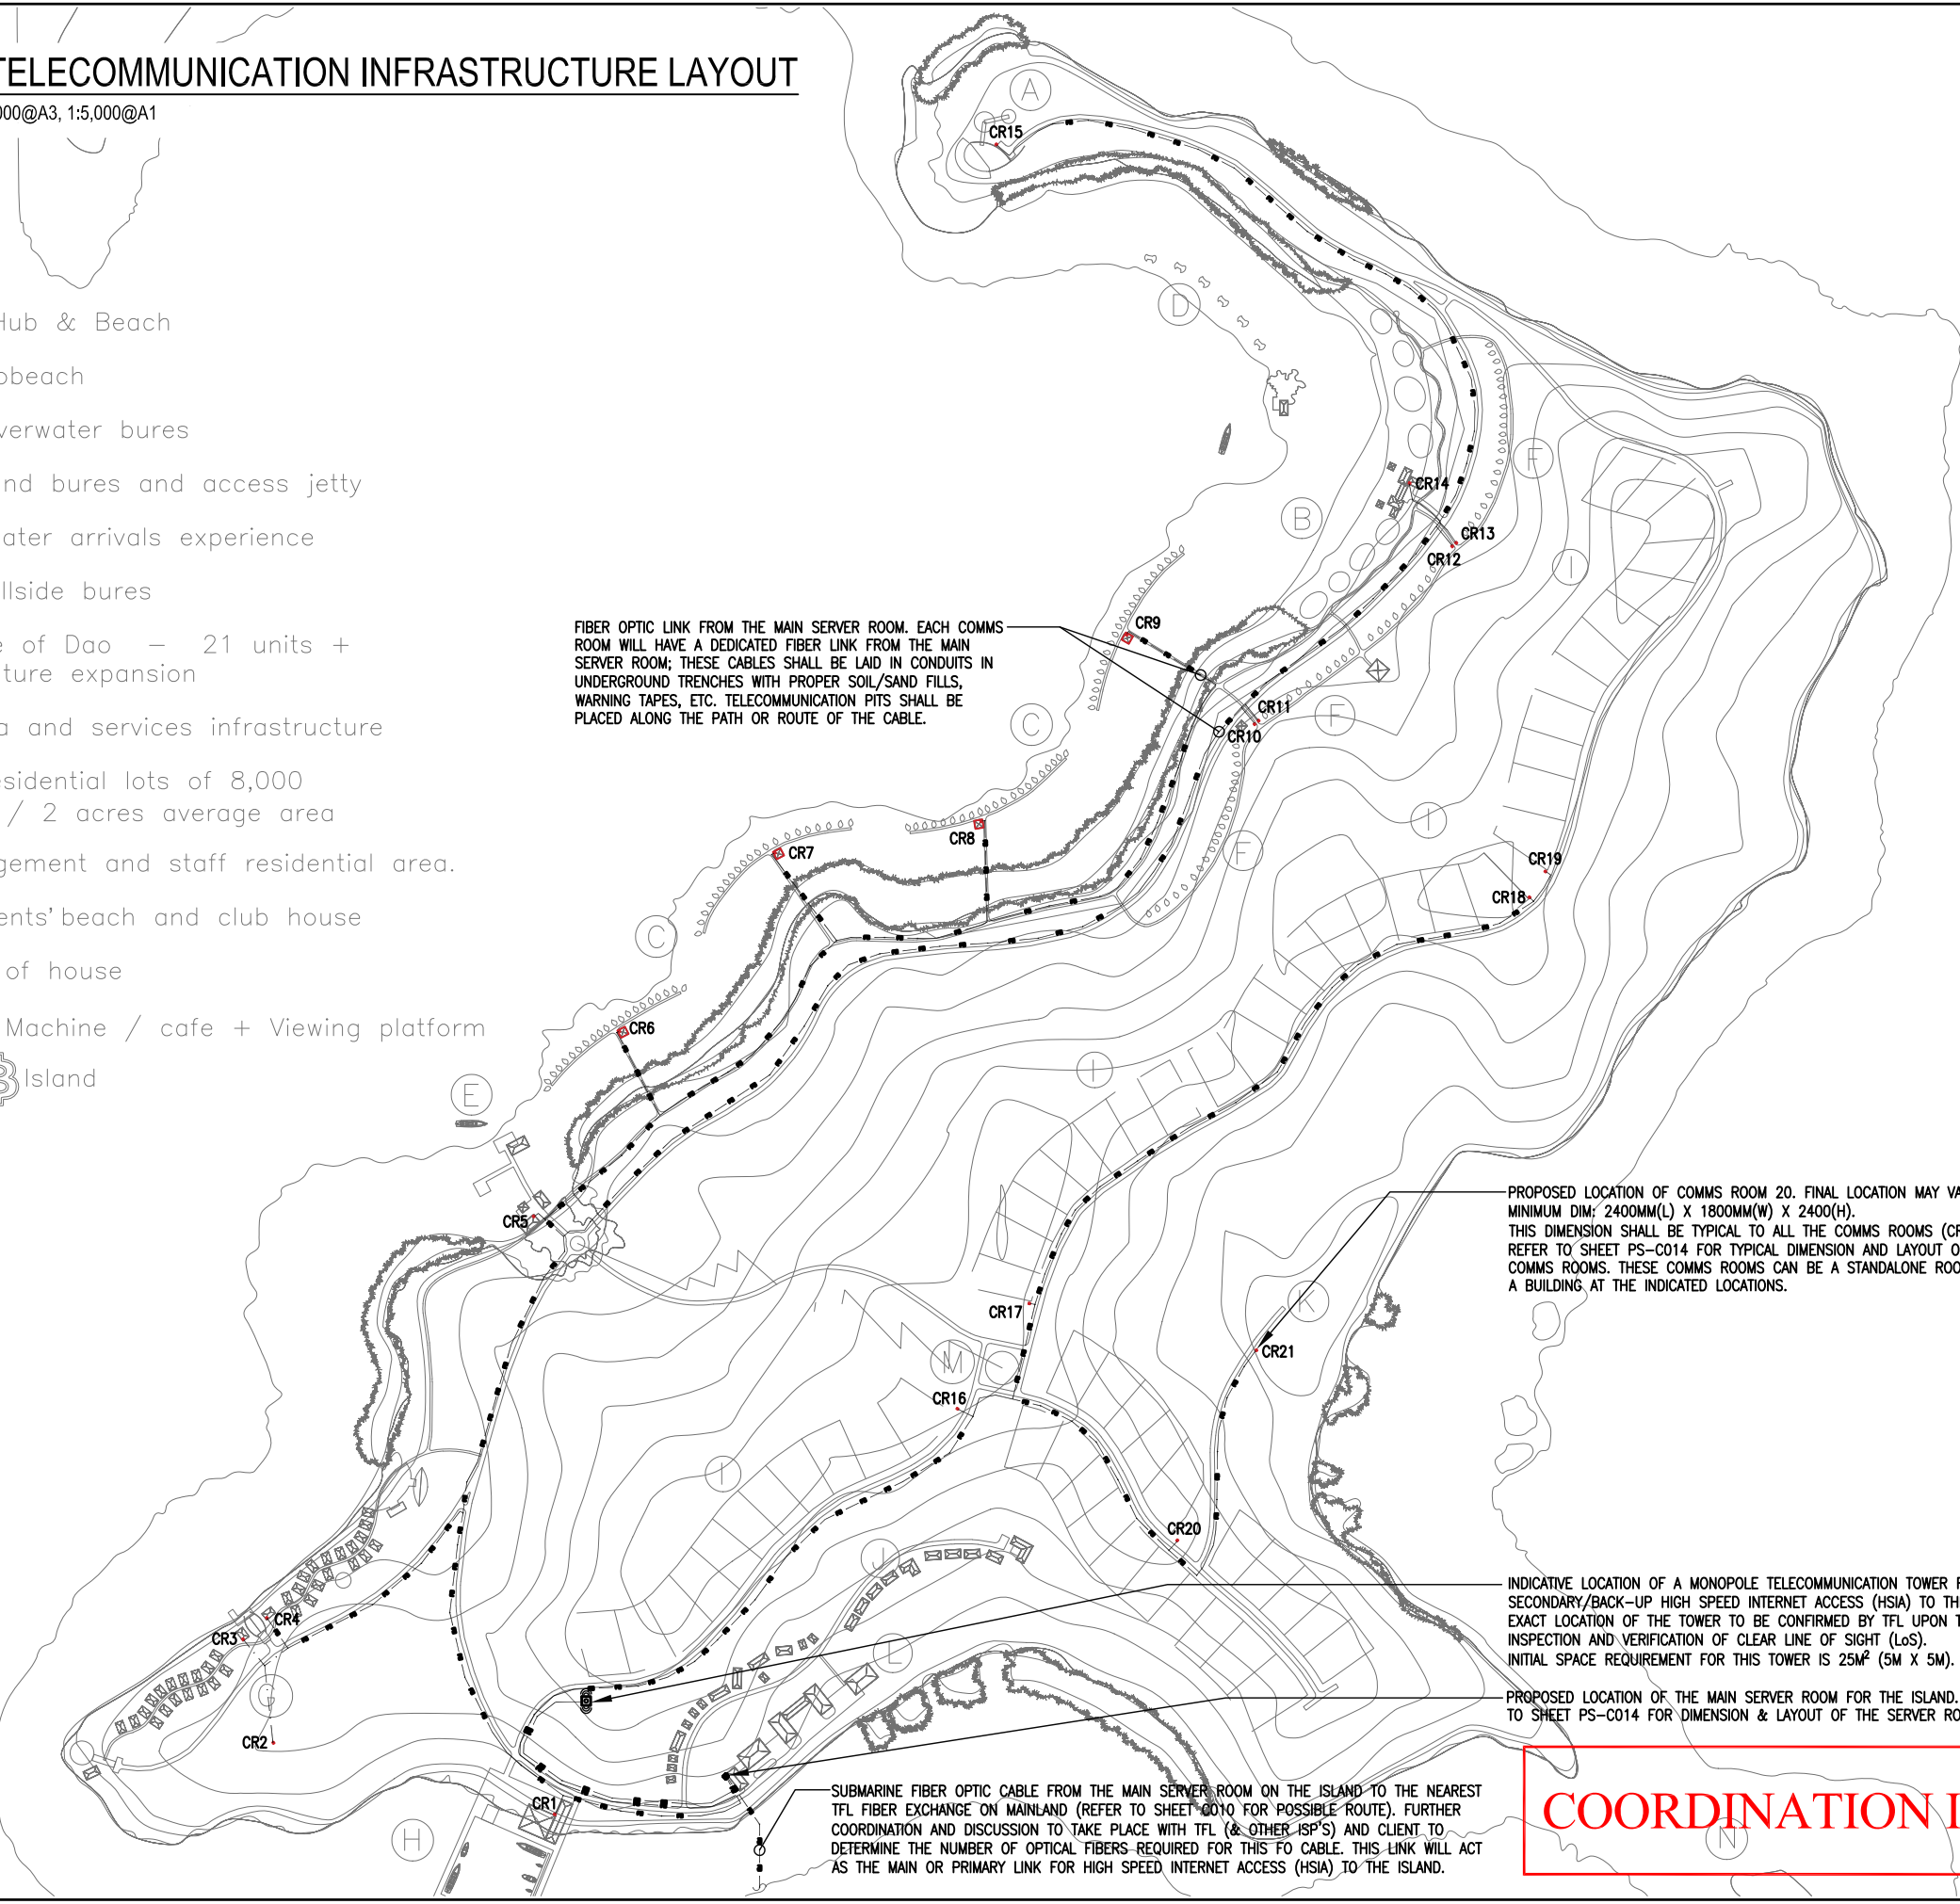 TELECOMMUNICATION INFRASTRUCTURE LAYOUT
000@A3, 1:5,000@A1
Hub & Beach
obeach
verwater bures
nd bures and access jetty
ater arrivals experience
llside bures
e of Dao – 21 units +
ture expansion
a and services infrastructure
esidential lots of 8,000
/ 2 acres average area
gement and staff residential area.
ents' beach and club house
of house
Machine / cafe + Viewing platform
Island
A
CR15
D
F
CR14
B
CR13
CR12
I
FIBER OPTIC LINK FROM THE MAIN SERVER ROOM. EACH COMMS
ROOM WILL HAVE A DEDICATED FIBER LINK FROM THE MAIN
SERVER ROOM; THESE CABLES SHALL BE LAID IN CONDUITS IN
UNDERGROUND TRENCHES WITH PROPER SOIL/SAND FILLS,
WARNING TAPES, ETC. TELECOMMUNICATION PITS SHALL BE
PLACED ALONG THE PATH OR ROUTE OF THE CABLE.
CR9
CR11
F
C
CR10
I
CR8
CR7
F
CR19
CR18
C
CR6
I
E
CR5
PROPOSED LOCATION OF COMMS ROOM 20. FINAL LOCATION MAY VA
MINIMUM DIM: 2400MM(L) X 1800MM(W) X 2400(H).
THIS DIMENSION SHALL BE TYPICAL TO ALL THE COMMS ROOMS (CR
REFER TO SHEET PS-C014 FOR TYPICAL DIMENSION AND LAYOUT O
COMMS ROOMS. THESE COMMS ROOMS CAN BE A STANDALONE ROO
A BUILDING AT THE INDICATED LOCATIONS.
K
CR17
CR21
M
CR16
I
CR20
J
INDICATIVE LOCATION OF A MONOPOLE TELECOMMUNICATION TOWER F
SECONDARY/BACK-UP HIGH SPEED INTERNET ACCESS (HSIA) TO TH
EXACT LOCATION OF THE TOWER TO BE CONFIRMED BY TFL UPON T
INSPECTION AND VERIFICATION OF CLEAR LINE OF SIGHT (LoS).
INITIAL SPACE REQUIREMENT FOR THIS TOWER IS 25M² (5M X 5M).
CR4
CR3
L
G
PROPOSED LOCATION OF THE MAIN SERVER ROOM FOR THE ISLAND.
TO SHEET PS-C014 FOR DIMENSION & LAYOUT OF THE SERVER RO
CR2
CR1
H
SUBMARINE FIBER OPTIC CABLE FROM THE MAIN SERVER ROOM ON THE ISLAND TO THE NEAREST
TFL FIBER EXCHANGE ON MAINLAND (REFER TO SHEET C010 FOR POSSIBLE ROUTE). FURTHER
COORDINATION AND DISCUSSION TO TAKE PLACE WITH TFL (& OTHER ISP'S) AND CLIENT TO
DETERMINE THE NUMBER OF OPTICAL FIBERS REQUIRED FOR THIS FO CABLE. THIS LINK WILL ACT
AS THE MAIN OR PRIMARY LINK FOR HIGH SPEED INTERNET ACCESS (HSIA) TO THE ISLAND.
COORDINATION I
N